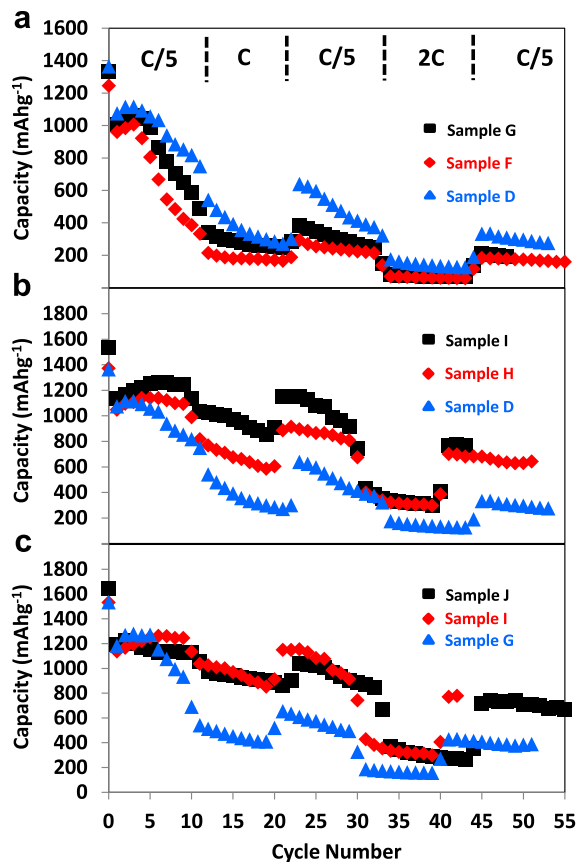 a
C/5 C C/5 2C C/5
Capacity (mAhg⁻¹)
1600
1400
1200
1000
800
600
400
200
Sample G
Sample F
Sample D
b
Capacity (mAhg⁻¹)
1800
1600
1400
1200
1000
800
600
400
200
Sample I
Sample H
Sample D
c
Capacity (mAhg⁻¹)
1800
1600
1400
1200
1000
800
600
400
200
0
Sample J
Sample I
Sample G
0 5 10 15 20 25 30 35 40 45 50 55
Cycle Number